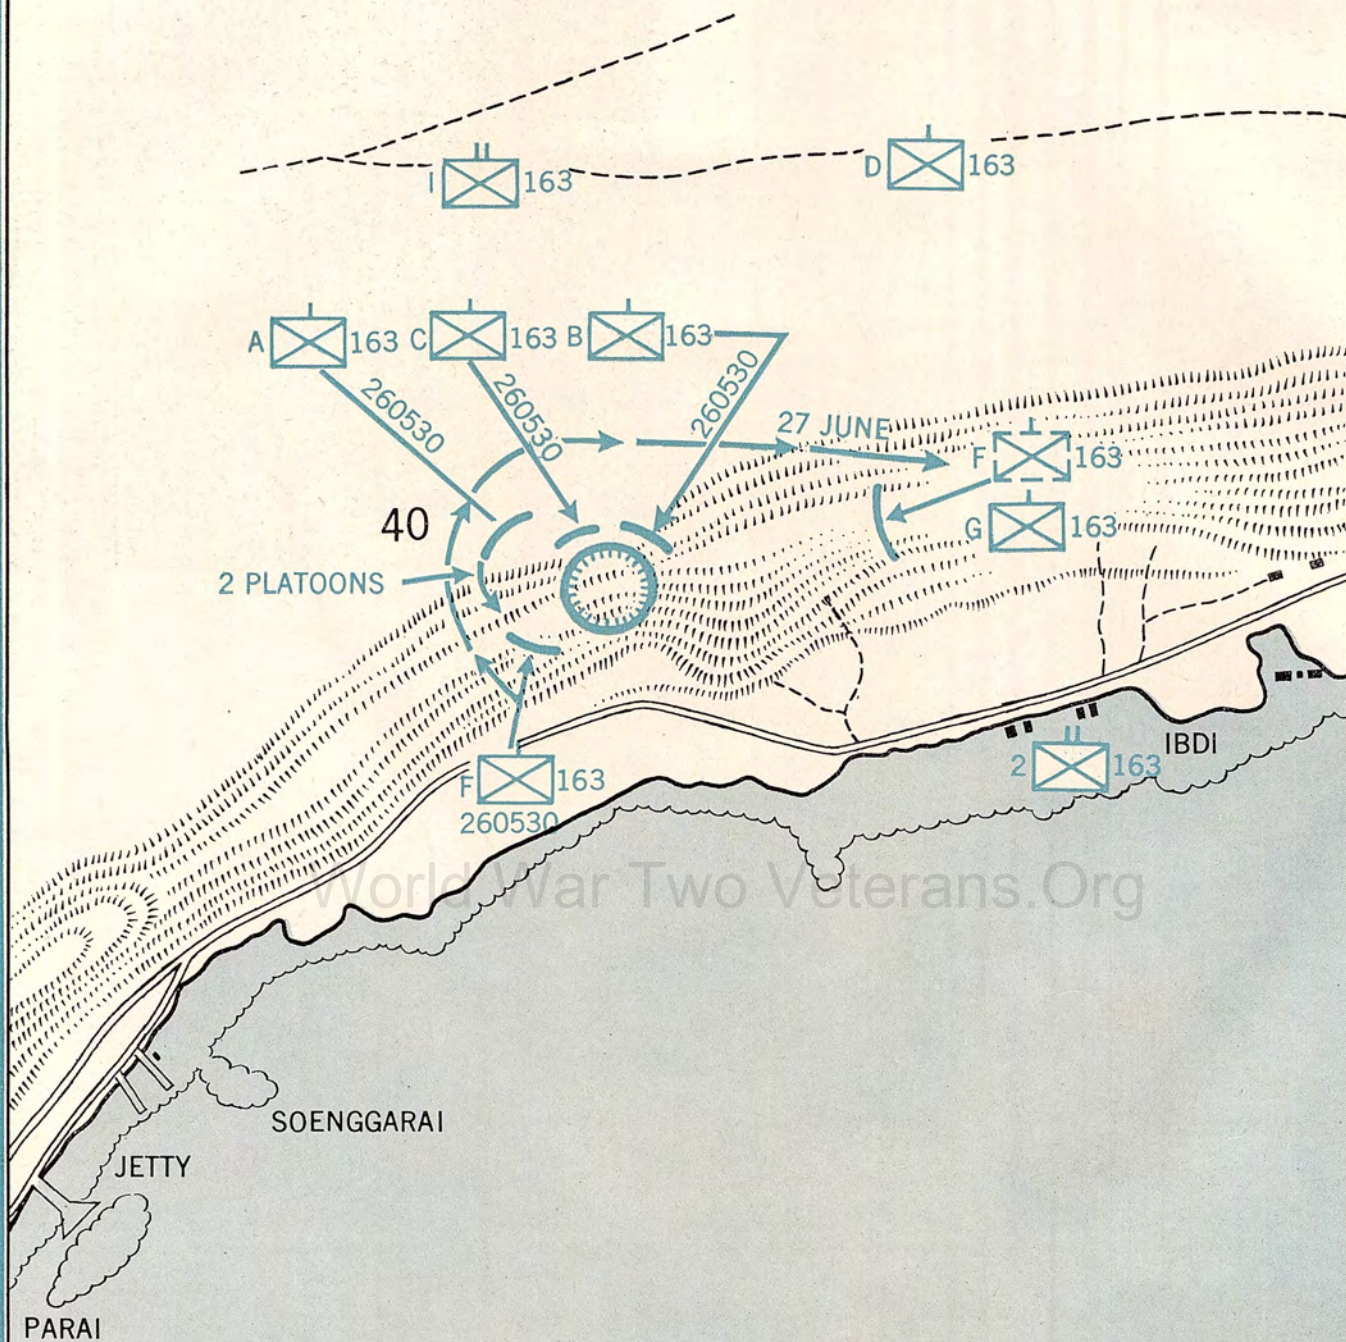 I 163
D 163
A 163
C 163
B 163
260530
260530
260530
27 JUNE
F 163
40
G 163
2 PLATOONS
IBDI
2 163
F 163
260530
World War Two Veterans.Org
SOENGGARAI
JETTY
PARAI